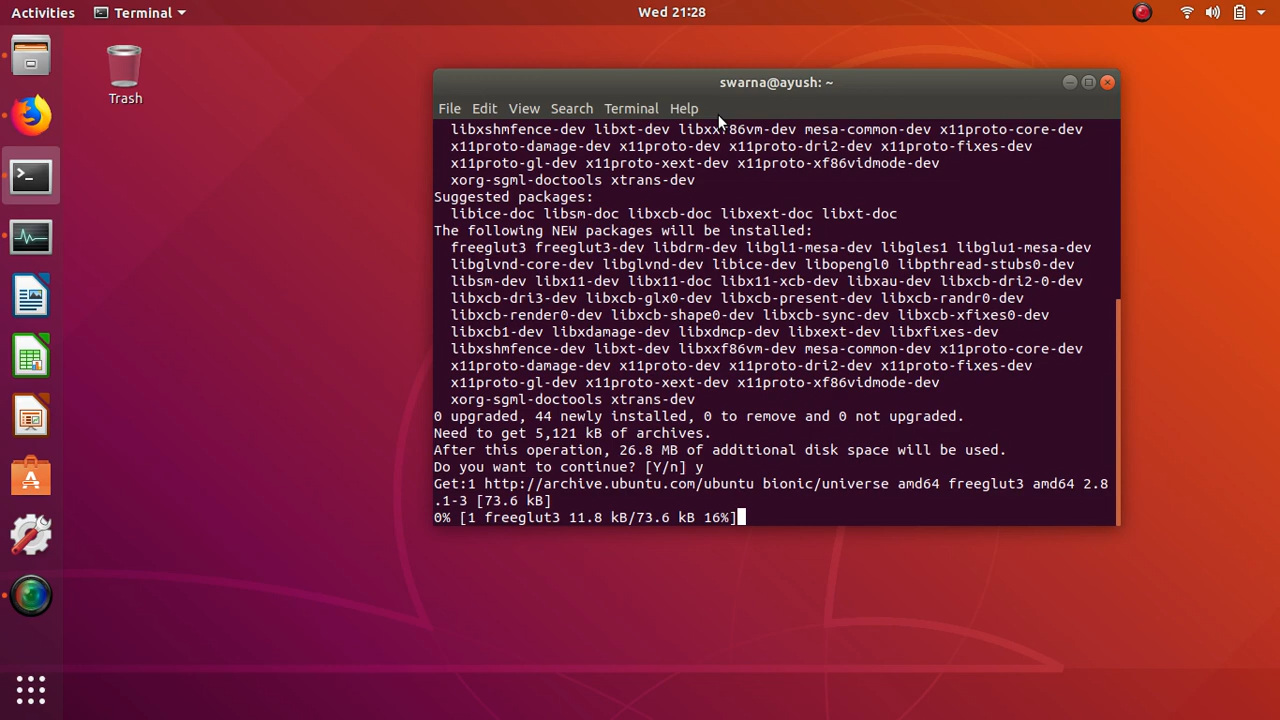 Activities
Terminal
Wed 21:28
Trash
swarna@ayush: ~
File Edit View Search Terminal Help
libxshmfence-dev libxt-dev libxxf86vm-dev mesa-common-dev x11proto-core-dev
x11proto-damage-dev x11proto-dev x11proto-dri2-dev x11proto-fixes-dev
x11proto-gl-dev x11proto-xext-dev x11proto-xf86vidmode-dev
xorg-sgml-doctools xtrans-dev
Suggested packages:
libice-doc libsm-doc libxcb-doc libxext-doc libxt-doc
The following NEW packages will be installed:
freeglut3 freeglut3-dev libdrm-dev libgl1-mesa-dev libgles1 libglu1-mesa-dev
libglvnd-core-dev libglvnd-dev libice-dev libopengl0 libpthread-stubs0-dev
libsm-dev libx11-dev libx11-doc libx11-xcb-dev libxau-dev libxcb-dri2-0-dev
libxcb-dri3-dev libxcb-glx0-dev libxcb-present-dev libxcb-randr0-dev
libxcb-render0-dev libxcb-shape0-dev libxcb-sync-dev libxcb-xfixes0-dev
libxcb1-dev libxdamage-dev libxdmcp-dev libxext-dev libxfixes-dev
libxshmfence-dev libxt-dev libxxf86vm-dev mesa-common-dev x11proto-core-dev
x11proto-damage-dev x11proto-dev x11proto-dri2-dev x11proto-fixes-dev
x11proto-gl-dev x11proto-xext-dev x11proto-xf86vidmode-dev
xorg-sgml-doctools xtrans-dev
0 upgraded, 44 newly installed, 0 to remove and 0 not upgraded.
Need to get 5,121 kB of archives.
After this operation, 26.8 MB of additional disk space will be used.
Do you want to continue? [Y/n] y
Get:1 http://archive.ubuntu.com/ubuntu bionic/universe amd64 freeglut3 amd64 2.8
.1-3 [73.6 kB]
0% [1 freeglut3 11.8 kB/73.6 kB 16%]